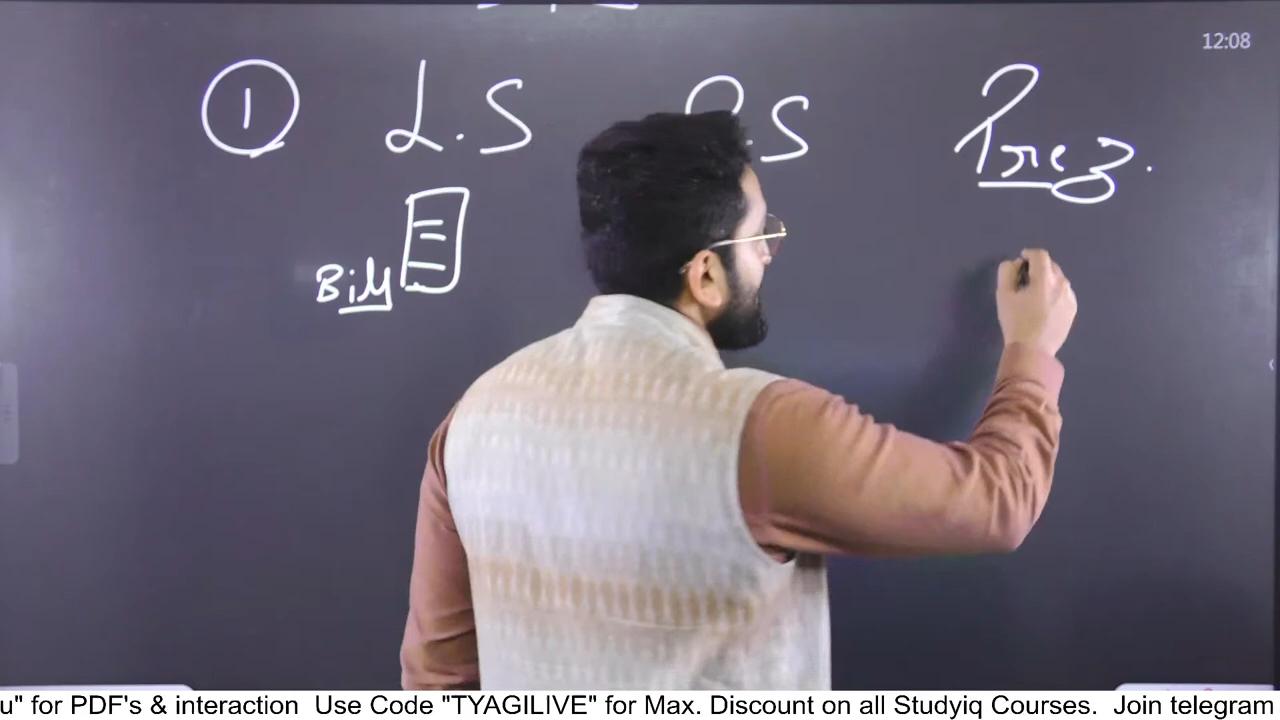 12:08
1 L.S R.S Prez.
Bill
u" for PDF's & interaction Use Code "TYAGILIVE" for Max. Discount on all Studyiq Courses. Join telegram